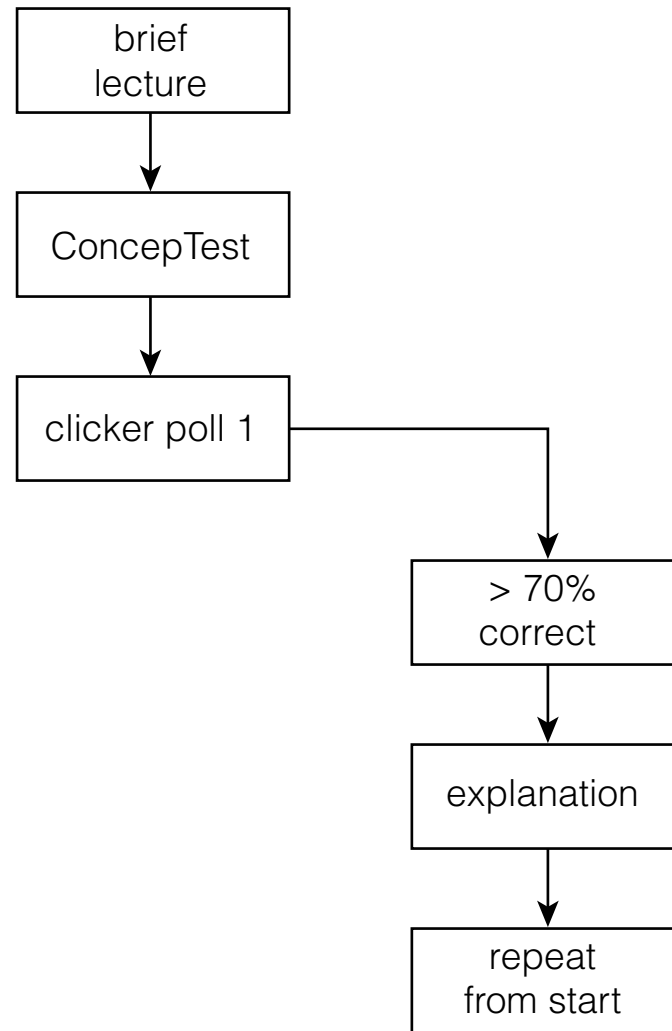 brief
lecture
ConcepTest
clicker poll 1
> 70%
correct
explanation
repeat
from start